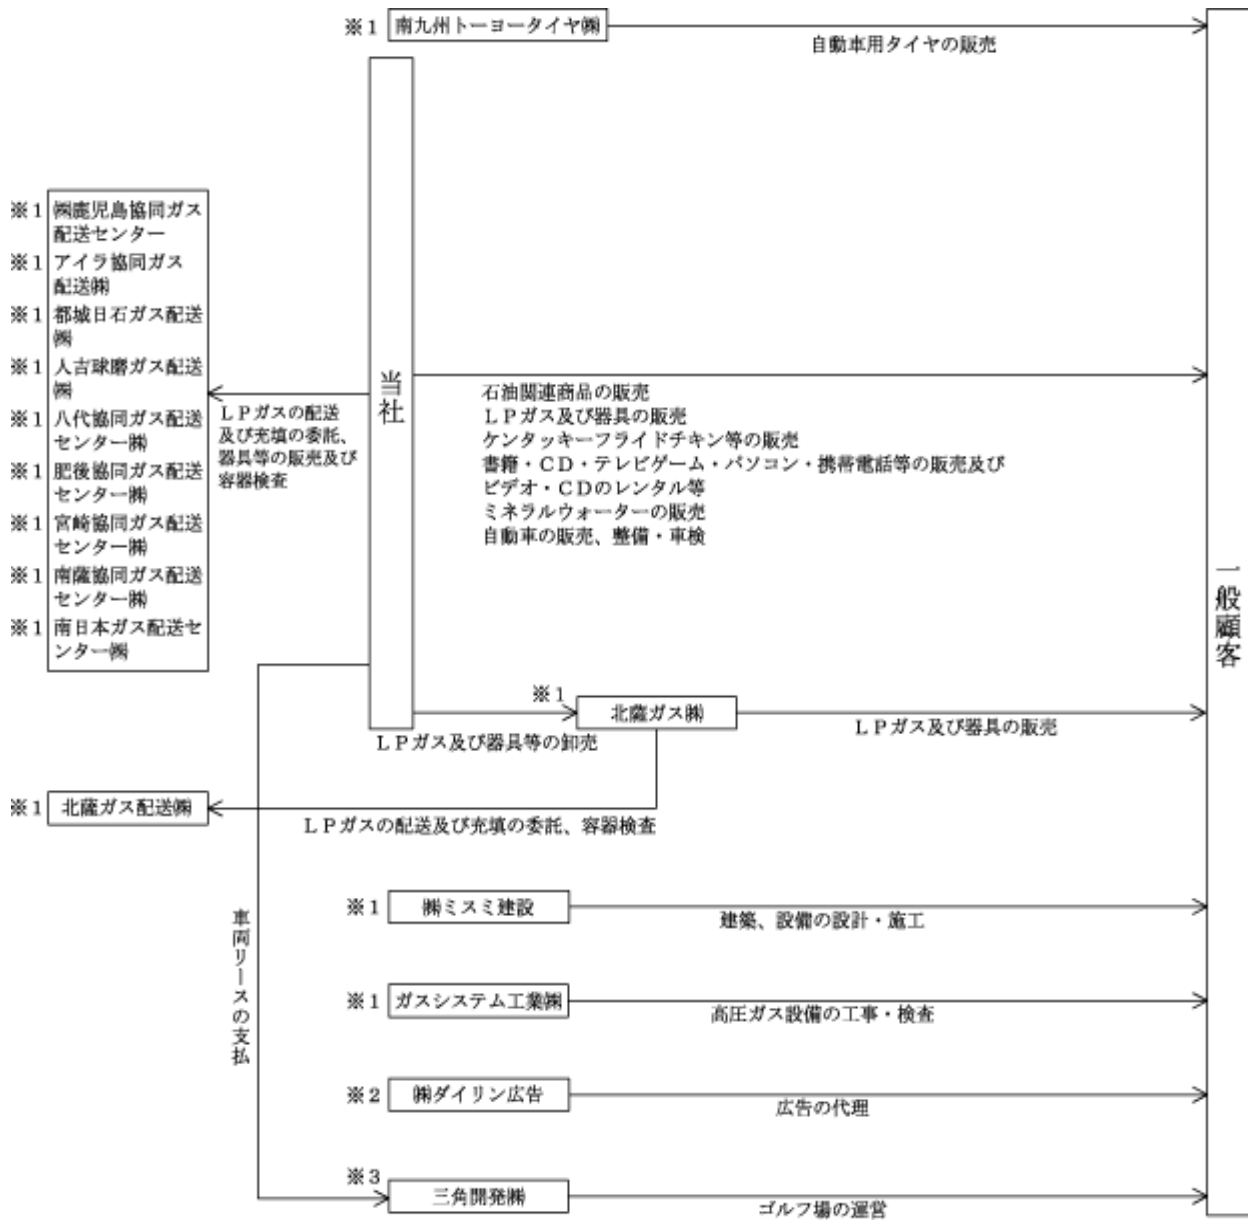 ※1 南九州トーヨータイヤ㈱
自動車用タイヤの販売
※1 ㈱鹿児島協同ガス
配送センター
※1 アイラ協同ガス
配送㈱
※1 都城日石ガス配送
㈱
※1 人吉球磨ガス配送
㈱
※1 八代協同ガス配送
センター㈱
※1 肥後協同ガス配送
センター㈱
※1 宮崎協同ガス配送
センター㈱
※1 南薩協同ガス配送
センター㈱
※1 南日本ガス配送セ
ンター㈱
LPガスの配送
及び充填の委託、
器具等の販売及び
容器検査
当社
石油関連商品の販売
LPガス及び器具の販売
ケンタッキーフライドチキン等の販売
書籍・CD・テレビゲーム・パソコン・携帯電話等の販売及び
ビデオ・CDのレンタル等
ミネラルウォーターの販売
自動車の販売、整備・車検
一般顧客
※1
北薩ガス㈱
LPガス及び器具等の卸売
LPガス及び器具の販売
※1 北薩ガス配送㈱
LPガスの配送及び充填の委託、容器検査
車両リースの支払
※1 ㈱ミスミ建設
建築、設備の設計・施工
※1 ガスシステム工業㈱
高圧ガス設備の工事・検査
※2 ㈱ダイリン広告
広告の代理
※3
三角開発㈱
ゴルフ場の運営